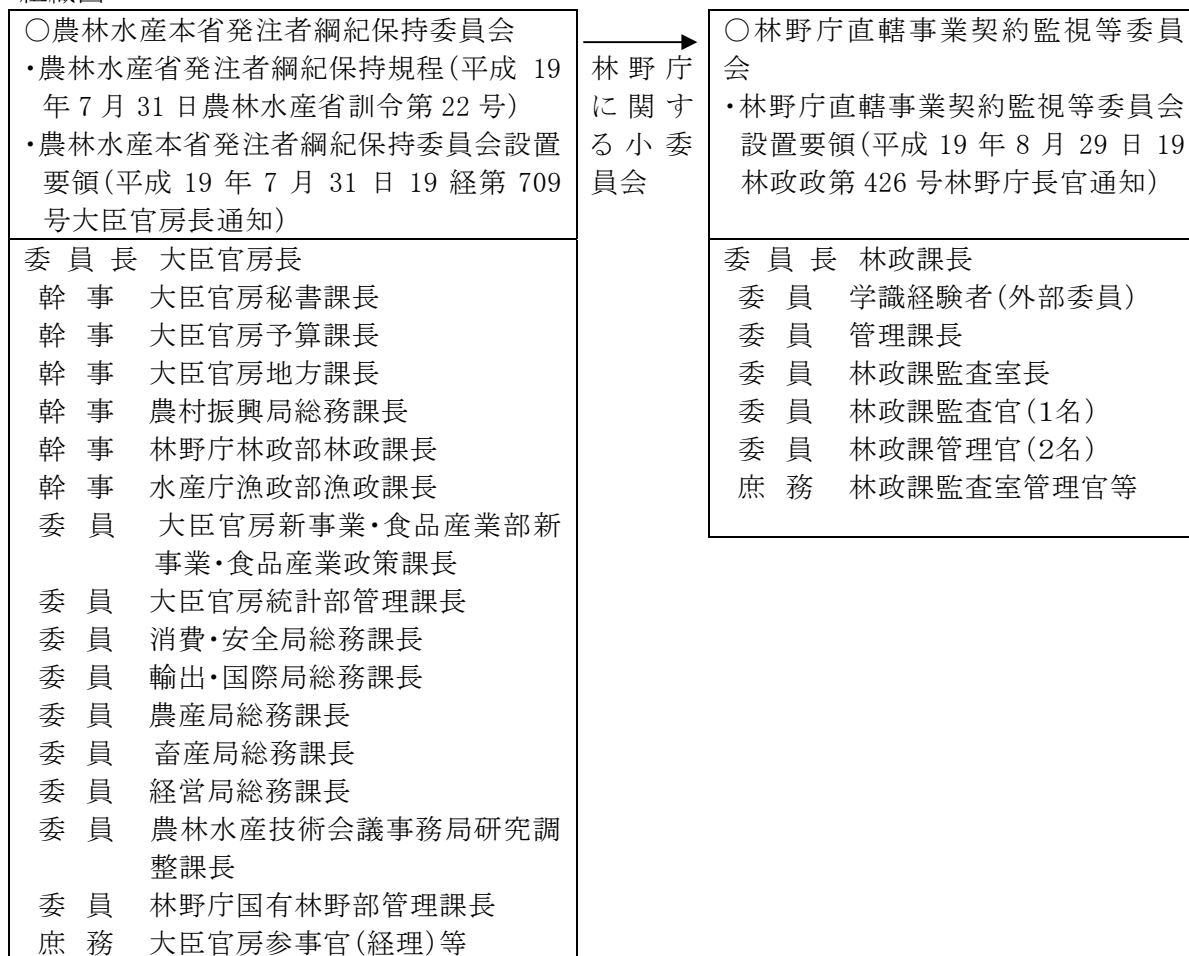 ○農林水産本省発注者綱紀保持委員会
・農林水産省発注者綱紀保持規程(平成 19
年 7 月 31 日農林水産省訓令第 22 号)
・農林水産本省発注者綱紀保持委員会設置
要領(平成 19 年 7 月 31 日 19 経第 709
号大臣官房長通知)
林野庁
に関す
る小委
員会
○林野庁直轄事業契約監視等委員
会
・林野庁直轄事業契約監視等委員会
設置要領(平成 19 年 8 月 29 日 19
林政政第 426 号林野庁長官通知)
委 員 長 大臣官房長
幹 事 大臣官房秘書課長
幹 事 大臣官房予算課長
幹 事 大臣官房地方課長
幹 事 農村振興局総務課長
幹 事 林野庁林政部林政課長
幹 事 水産庁漁政部漁政課長
委 員 大臣官房新事業・食品産業部新
事業・食品産業政策課長
委 員 大臣官房統計部管理課長
委 員 消費・安全局総務課長
委 員 輸出・国際局総務課長
委 員 農産局総務課長
委 員 畜産局総務課長
委 員 経営局総務課長
委 員 農林水産技術会議事務局研究調
整課長
委 員 林野庁国有林野部管理課長
庶 務 大臣官房参事官(経理)等
委 員 長 林政課長
委 員 学識経験者(外部委員)
委 員 管理課長
委 員 林政課監査室長
委 員 林政課監査官(1名)
委 員 林政課管理官(2名)
庶 務 林政課監査室管理官等